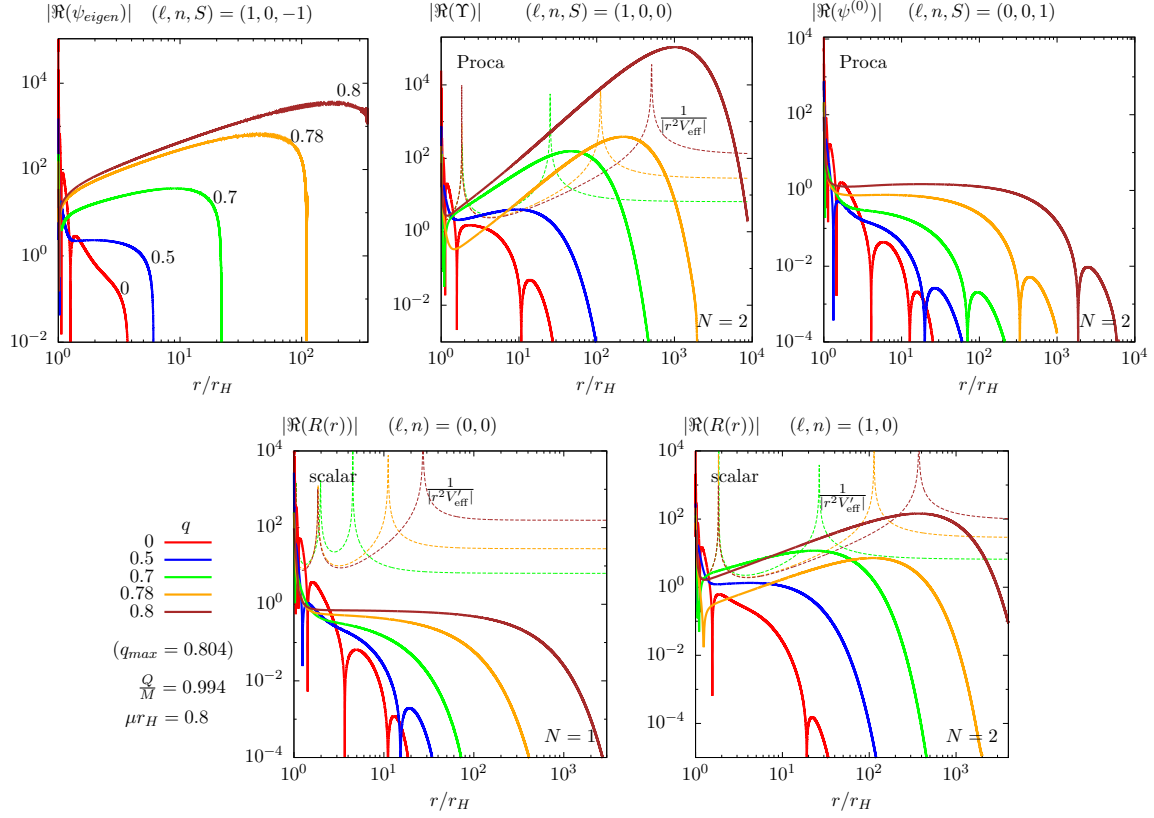 |ℜ(ψ_eigen)| (ℓ, n, S) = (1, 0, −1)
10^4
10^2
10^0
10^−2
10^0 10^1 10^2
r/r_H
0.8
0.78
0.7
0.5
0
|ℜ(Υ)| (ℓ, n, S) = (1, 0, 0)
Proca
10^4
10^2
10^0
10^−2
10^0 10^1 10^2 10^3 10^4
r/r_H
1/|r^2V′_eff|
N = 2
|ℜ(ψ^(0))| (ℓ, n, S) = (0, 0, 1)
Proca
10^4
10^2
10^0
10^−2
10^−4
10^0 10^1 10^2 10^3 10^4
r/r_H
N = 2
|ℜ(R(r))| (ℓ, n) = (0, 0)
scalar
10^4
10^2
10^0
10^−2
10^−4
10^0 10^1 10^2 10^3
r/r_H
1/|r^2V′_eff|
N = 1
|ℜ(R(r))| (ℓ, n) = (1, 0)
scalar
10^4
10^2
10^0
10^−2
10^−4
10^0 10^1 10^2 10^3
r/r_H
1/|r^2V′_eff|
N = 2
q
0
0.5
0.7
0.78
0.8
(q_max = 0.804)
Q/M = 0.994
μr_H = 0.8